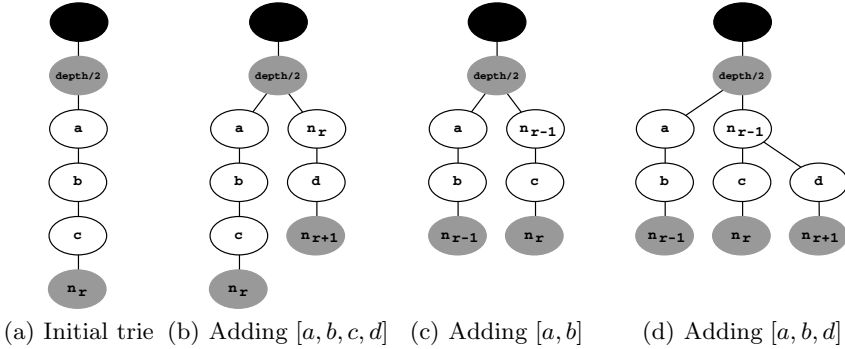 depth/2 depth/2 depth/2 depth/2
a a n_r a n_{r-1} a n_{r-1}
b b d b c b c d
c c n_{r+1} n_{r-1} n_r n_{r-1} n_r n_{r+1}
n_r n_r
(a) Initial trie (b) Adding [a, b, c, d] (c) Adding [a, b] (d) Adding [a, b, d]